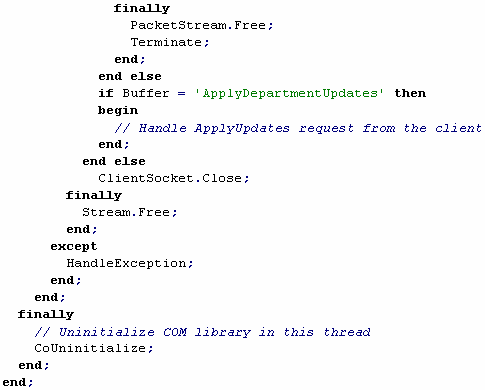 finally
PacketStream.Free;
Terminate;
end;
end else
if Buffer = 'ApplyDepartmentUpdates' then
begin
// Handle ApplyUpdates request from the client
end;
end else
ClientSocket.Close;
finally
Stream.Free;
end;
except
HandleException;
end;
end;
finally
// Uninitialize COM library in this thread
CoUninitialize;
end;
end;